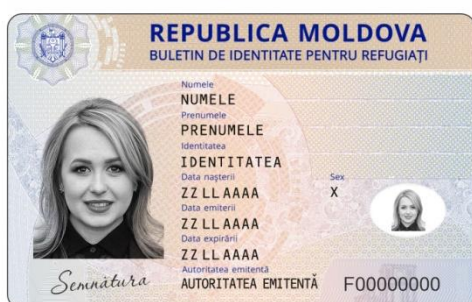 REPUBLICA MOLDOVA
BULETIN DE IDENTITATE PENTRU REFUGIAȚI
Numele
NUMELE
Prenumele
PRENUMELE
Identitatea
IDENTITATEA
Data nașterii Sex
ZZ LL AAAA X
Data emiterii
ZZ LL AAAA
Data expirării
ZZ LL AAAA
Autoritatea emitentă
AUTORITATEA EMITENTĂ F00000000
Semnătura